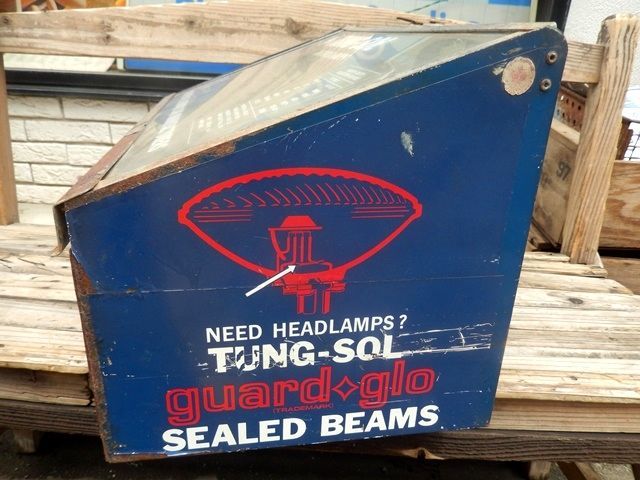 NEED HEADLAMPS?
TUNG-SOL
guard glo
(TRADEMARK)
SEALED BEAMS